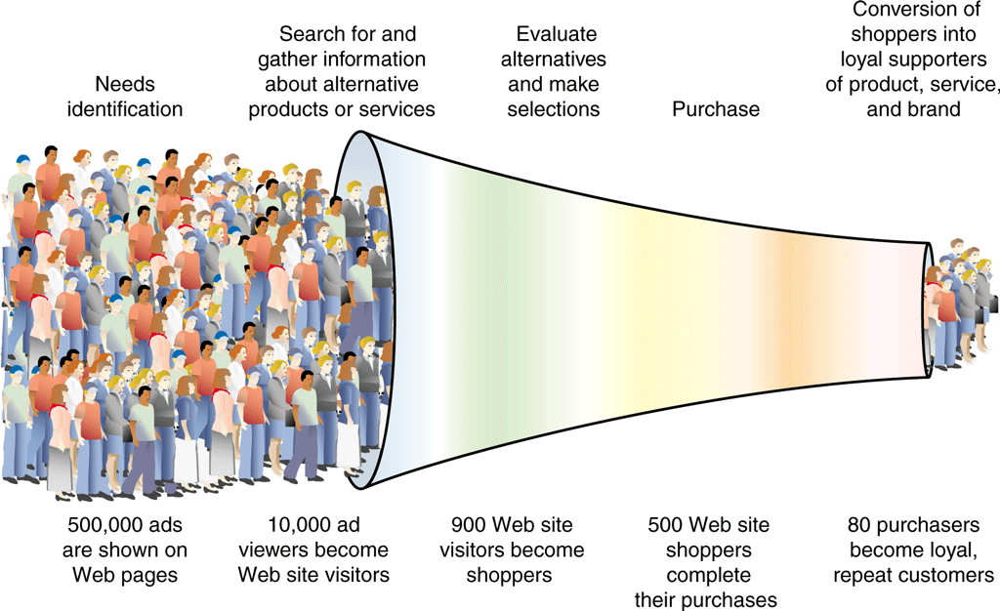 Needs
identification
Search for and
gather information
about alternative
products or services
Evaluate
alternatives
and make
selections
Purchase
Conversion of
shoppers into
loyal supporters
of product, service,
and brand
500,000 ads
are shown on
Web pages
10,000 ad
viewers become
Web site visitors
900 Web site
visitors become
shoppers
500 Web site
shoppers
complete
their purchases
80 purchasers
become loyal,
repeat customers